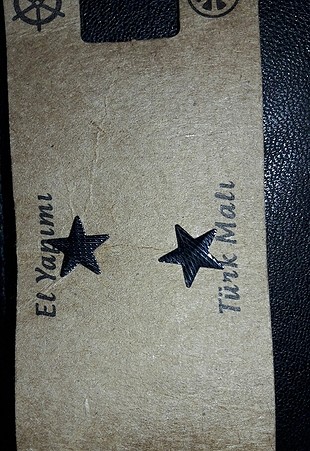 El Yapımı
Türk Malı